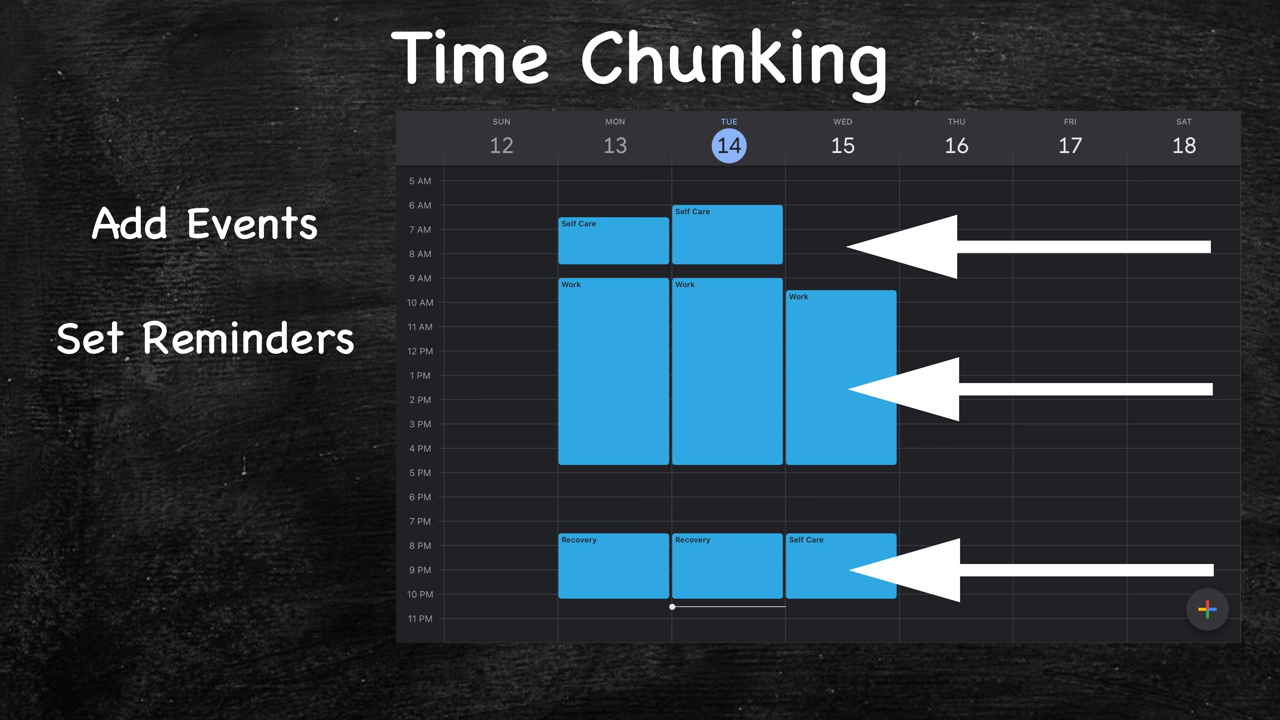 Time Chunking
Add Events
Set Reminders
SUN MON TUE WED THU FRI SAT
12 13 14 15 16 17 18
5 AM
6 AM
7 AM
8 AM
9 AM
10 AM
11 AM
12 PM
1 PM
2 PM
3 PM
4 PM
5 PM
6 PM
7 PM
8 PM
9 PM
10 PM
11 PM
Self Care
Self Care
Work
Work
Work
Recovery
Recovery
Self Care